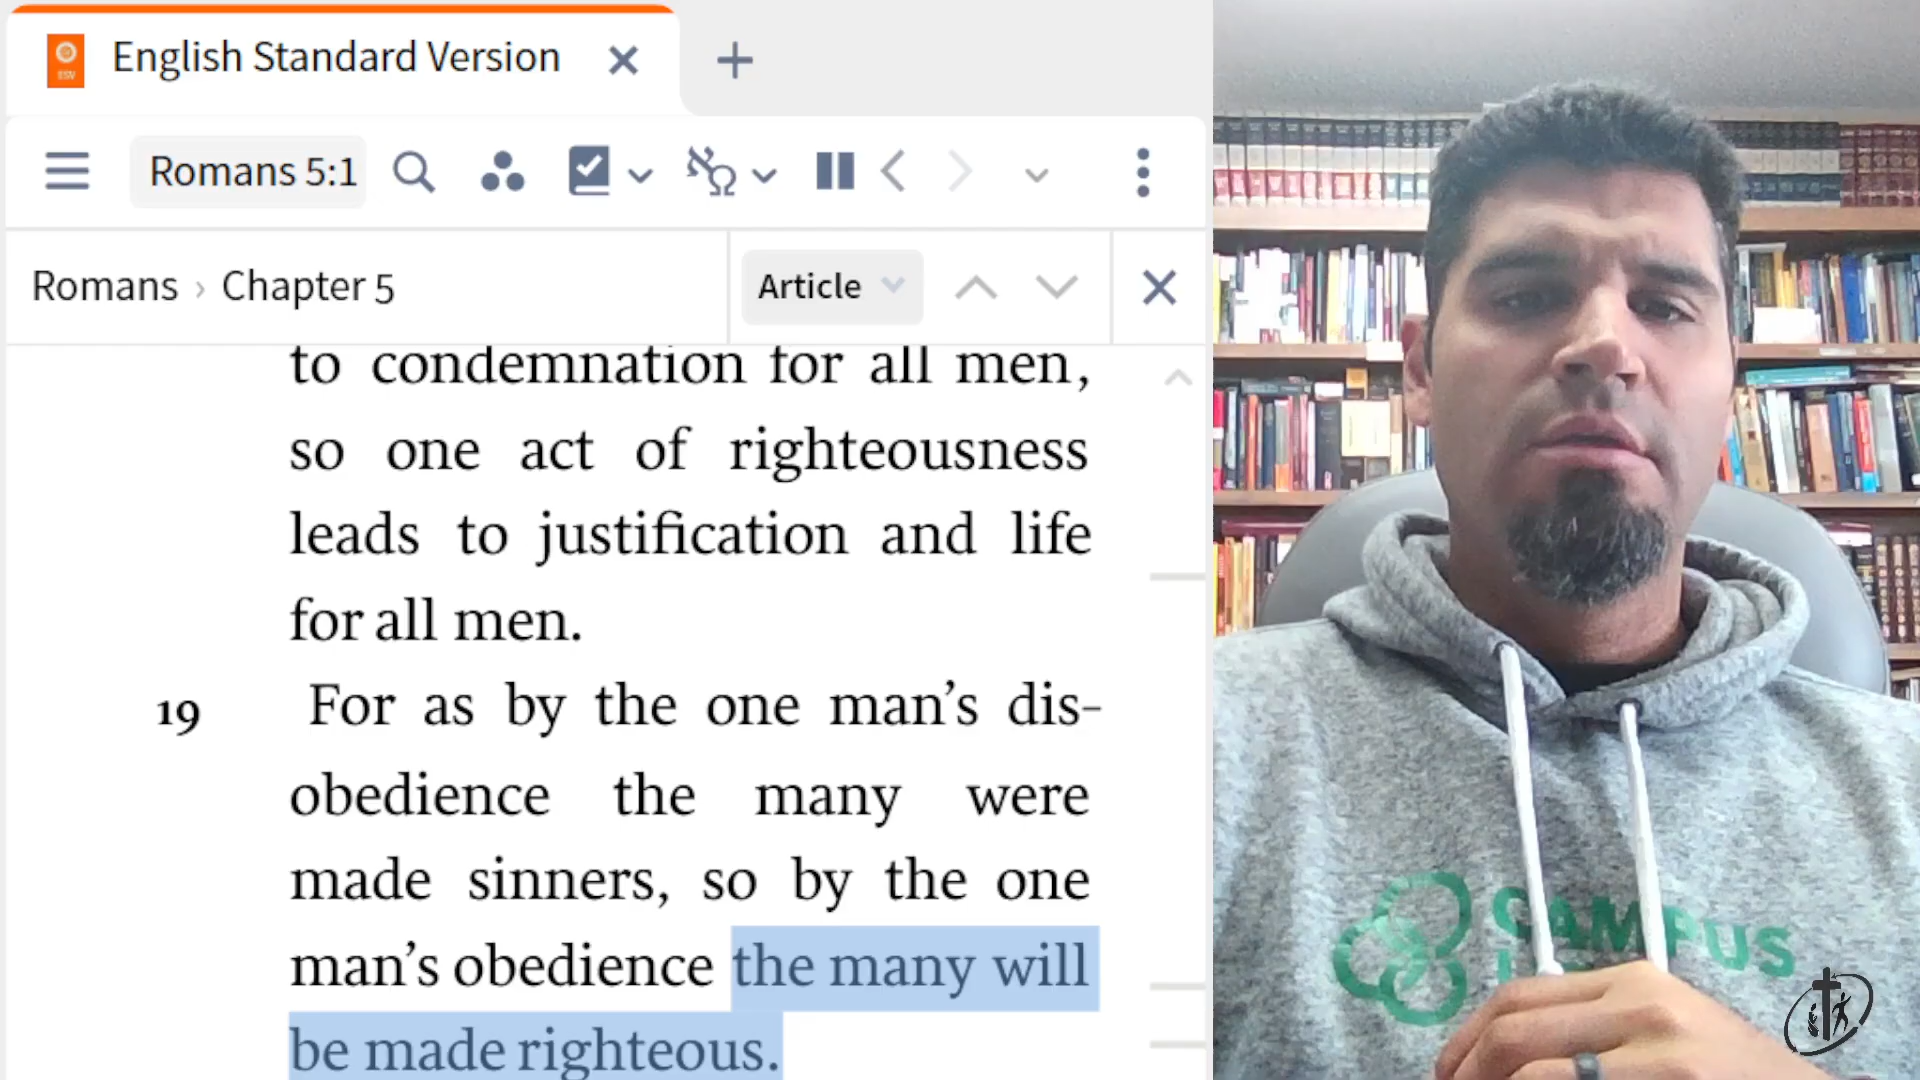 English Standard Version
ESV
Romans 5:1
Romans › Chapter 5
Article
to condemnation for all men,
so one act of righteousness
leads to justification and life
for all men.
19 For as by the one man’s dis-
obedience the many were
made sinners, so by the one
man’s obedience the many will
be made righteous.
CAMPUS